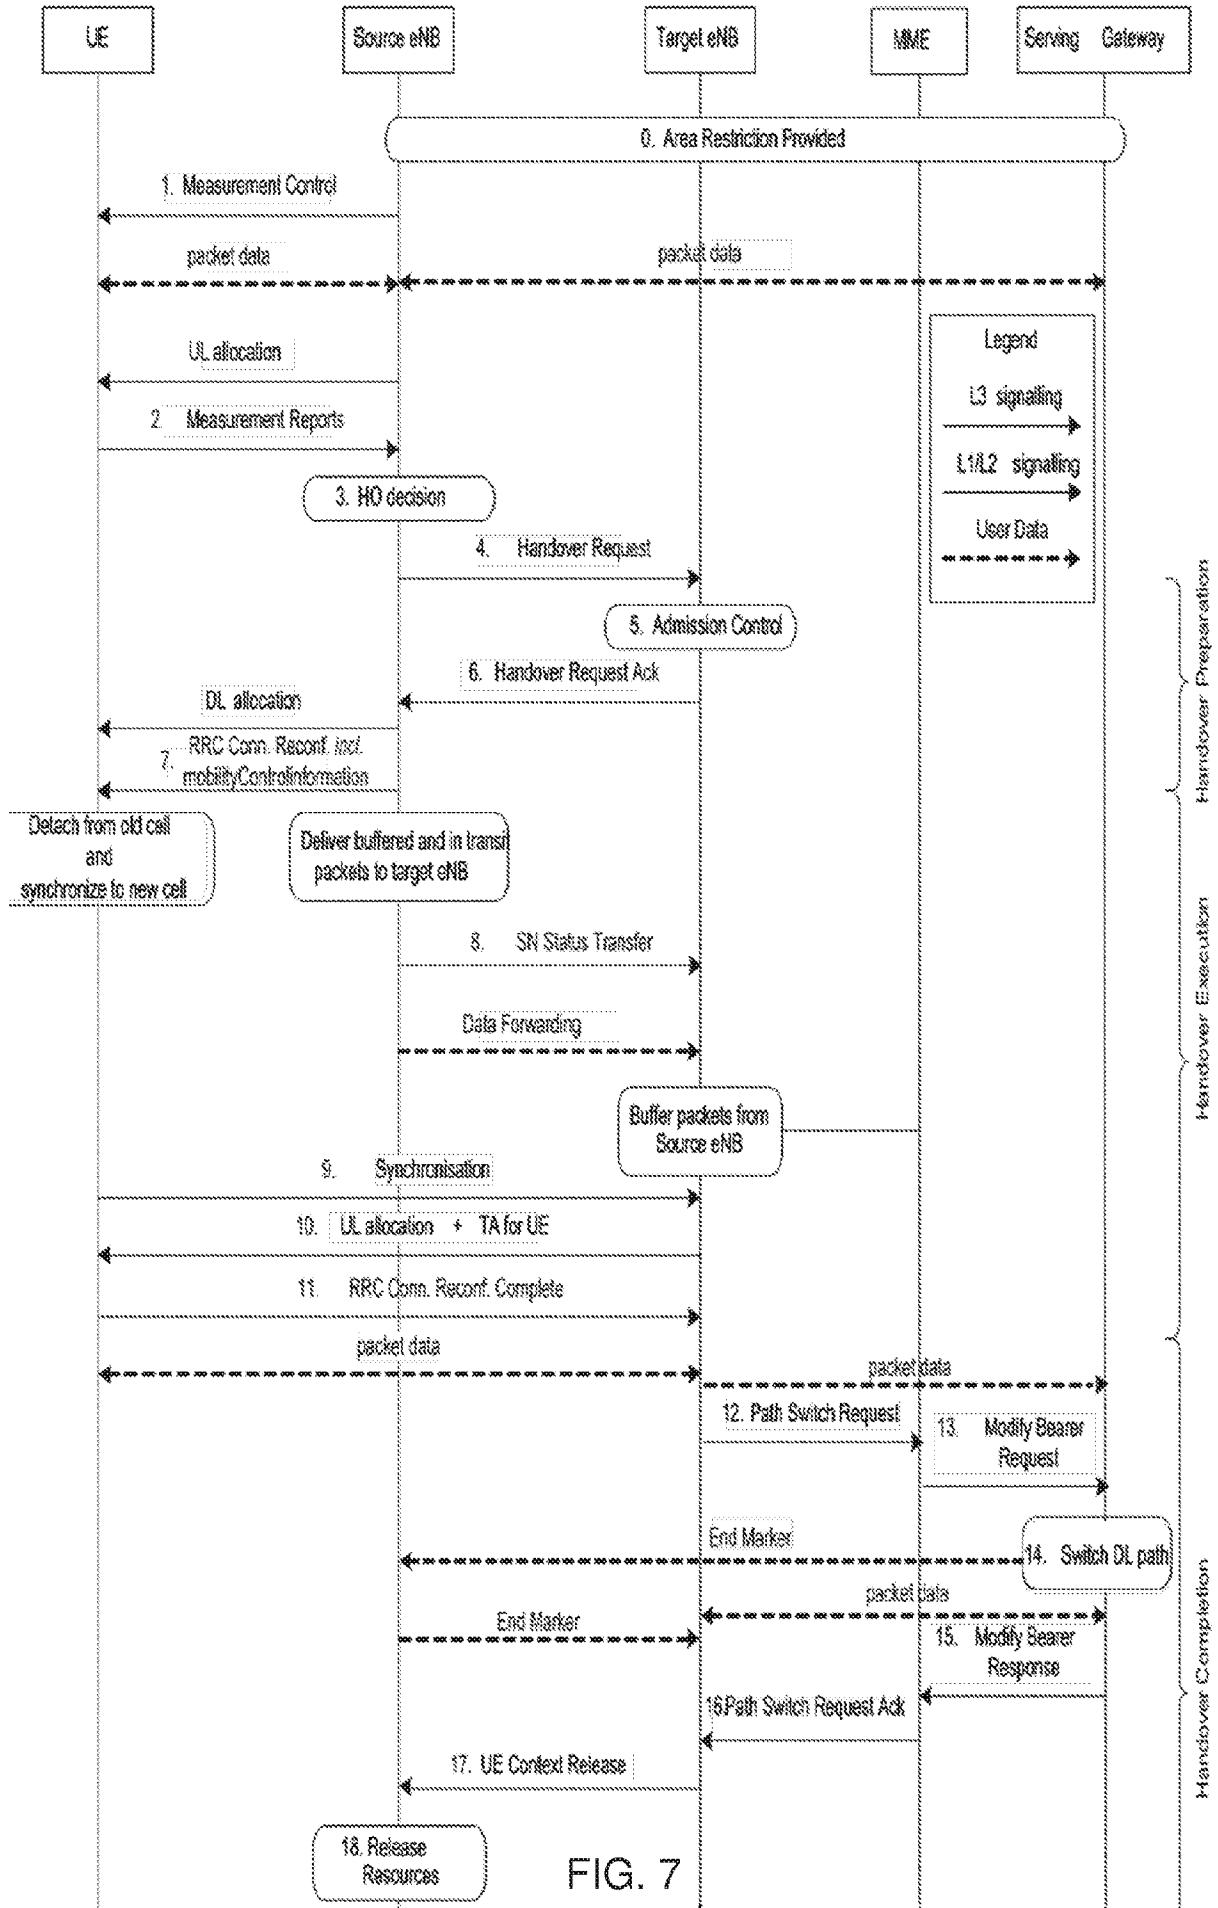 UE
Source eNB
Target eNB
MME
Serving Gateway
0. Area Restriction Provided
1. Measurement Control
packet data
packet data
Legend
UL allocation
L3 signalling
2. Measurement Reports
L1/L2 signalling
3. HO decision
User Data
4. Handover Request
5. Admission Control
6. Handover Request Ack
DL allocation
7. RRC Conn. Reconf. incl.
mobilityControlinformation
Handover Preparation
Detach from old cell
and
synchronize to new cell
Deliver buffered and in transit
packets to target eNB
8. SN Status Transfer
Data Forwarding
Handover Execution
Buffer packets from
Source eNB
9. Synchronisation
10. UL allocation + TA for UE
11. RRC Conn. Reconf. Complete
packet data
packet data
12. Path Switch Request
13. Modify Bearer
Request
End Marker
14. Switch DL path
packet data
End Marker
15. Modify Bearer
Response
16.Path Switch Request Ack
Handover Completion
17. UE Context Release
18. Release
Resources
FIG. 7